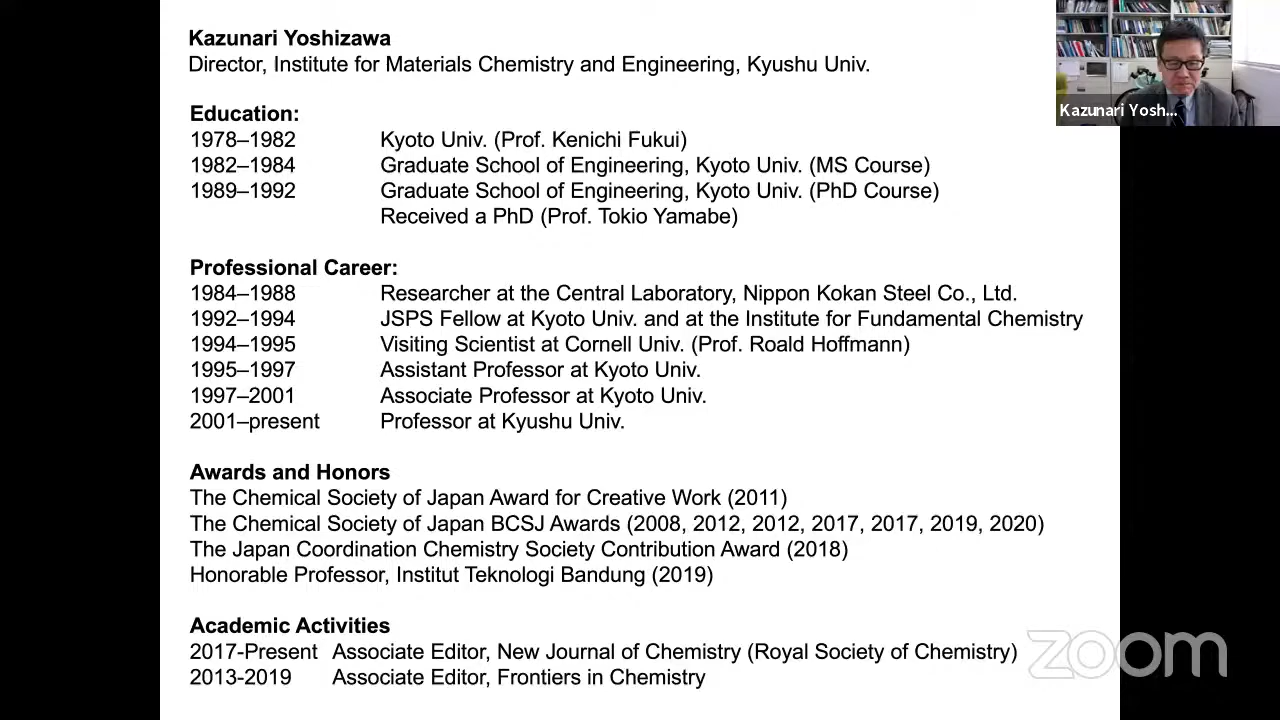 Kazunari Yoshizawa
Director, Institute for Materials Chemistry and Engineering, Kyushu Univ.
Education:
1978–1982 Kyoto Univ. (Prof. Kenichi Fukui)
1982–1984 Graduate School of Engineering, Kyoto Univ. (MS Course)
1989–1992 Graduate School of Engineering, Kyoto Univ. (PhD Course)
Received a PhD (Prof. Tokio Yamabe)
Professional Career:
1984–1988 Researcher at the Central Laboratory, Nippon Kokan Steel Co., Ltd.
1992–1994 JSPS Fellow at Kyoto Univ. and at the Institute for Fundamental Chemistry
1994–1995 Visiting Scientist at Cornell Univ. (Prof. Roald Hoffmann)
1995–1997 Assistant Professor at Kyoto Univ.
1997–2001 Associate Professor at Kyoto Univ.
2001–present Professor at Kyushu Univ.
Awards and Honors
The Chemical Society of Japan Award for Creative Work (2011)
The Chemical Society of Japan BCSJ Awards (2008, 2012, 2012, 2017, 2017, 2019, 2020)
The Japan Coordination Chemistry Society Contribution Award (2018)
Honorable Professor, Institut Teknologi Bandung (2019)
Academic Activities
2017-Present Associate Editor, New Journal of Chemistry (Royal Society of Chemistry)
2013-2019 Associate Editor, Frontiers in Chemistry
Kazunari Yosh...
zoom